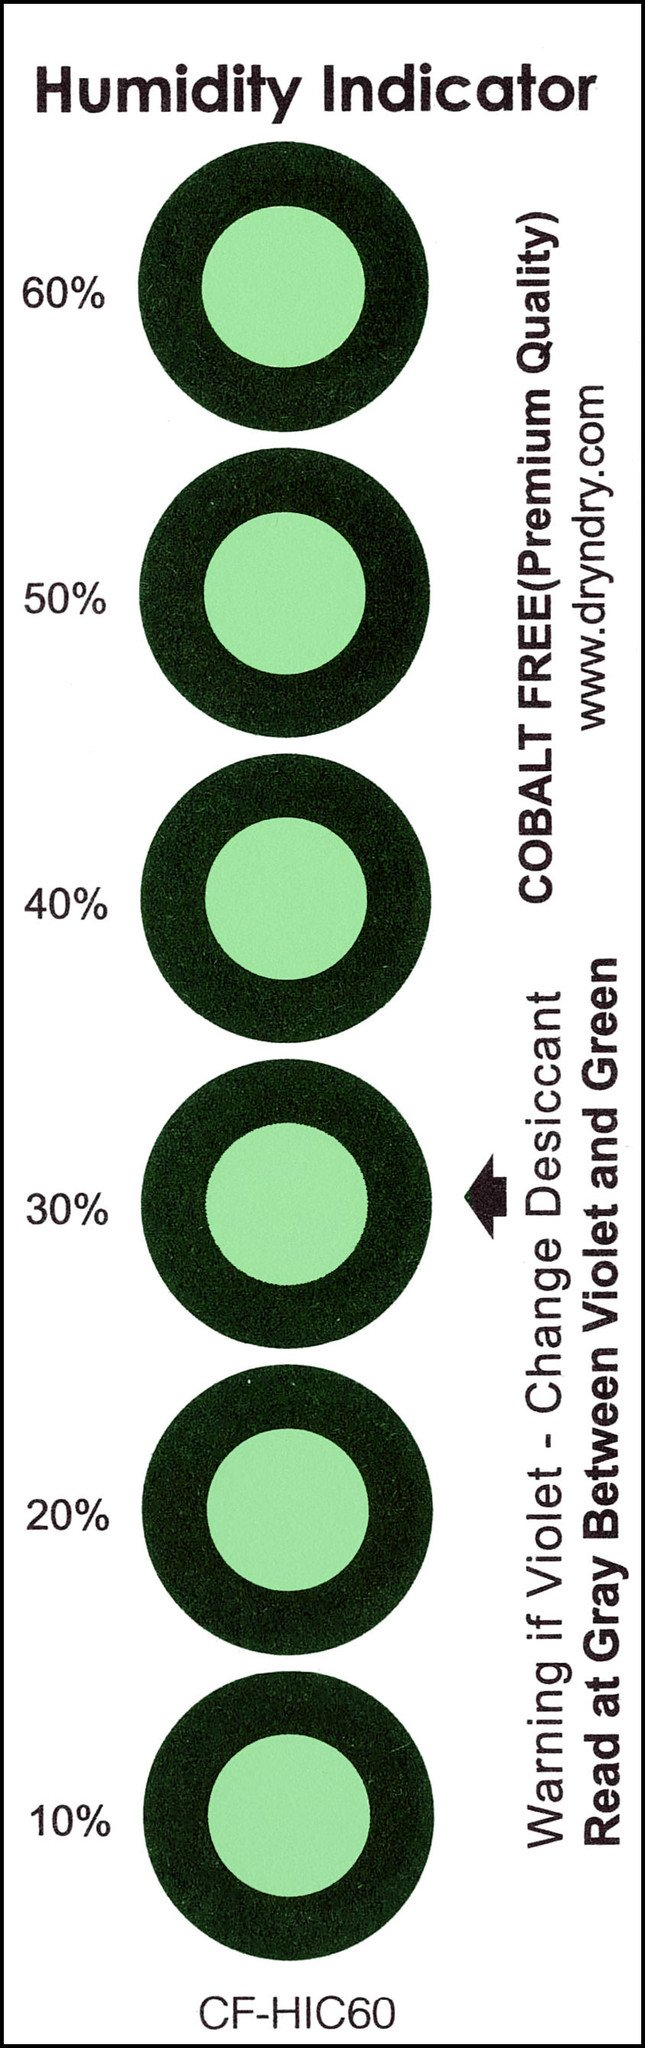 Humidity Indicator
60%
50%
40%
30%
20%
10%
COBALT FREE(Premium Quality)
www.dryndry.com
Warning if Violet - Change Desiccant
Read at Gray Between Violet and Green
CF-HIC60